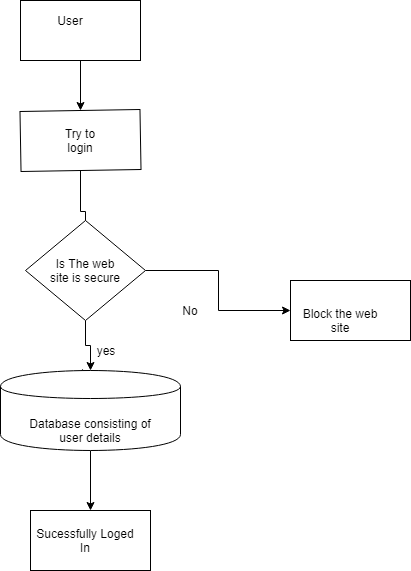 User
Try to
login
Is The web
site is secure
No
Block the web
site
yes
Database consisting of
user details
Sucessfully Loged
In